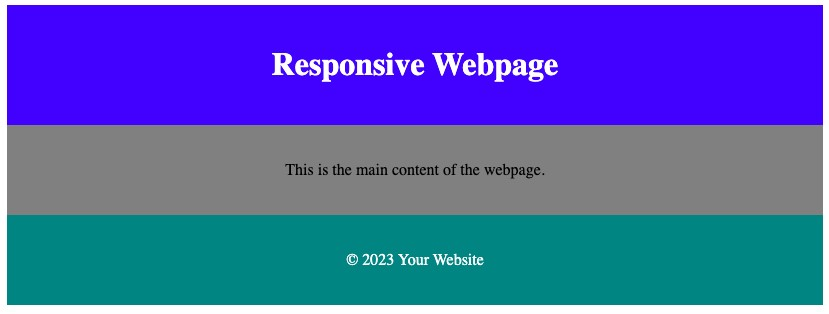 Responsive Webpage
This is the main content of the webpage.
© 2023 Your Website